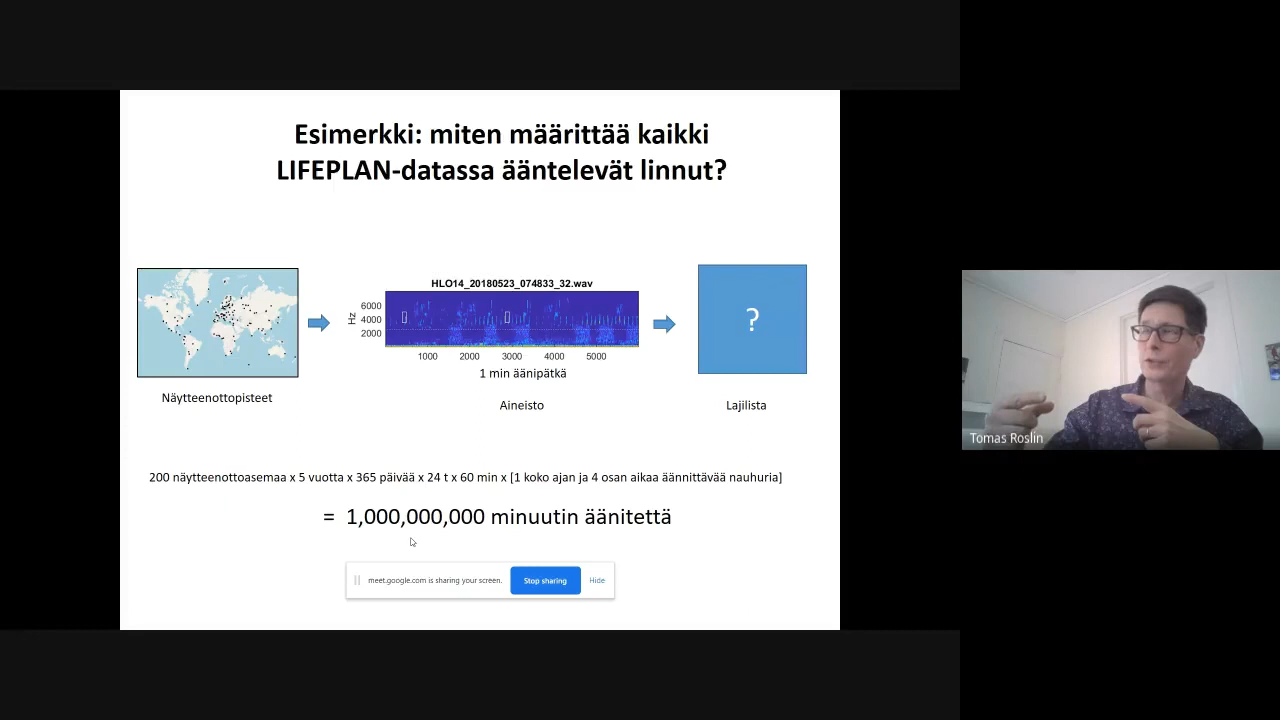 Esimerkki: miten määrittää kaikki
LIFEPLAN-datassa ääntelevät linnut?
HLO14_20180523_074833_32.wav
Hz
6000
4000
2000
1000 2000 3000 4000 5000
1 min äänipätkä
?
Näytteenottopisteet
Aineisto
Lajilista
200 näytteenottoasemaa x 5 vuotta x 365 päivää x 24 t x 60 min x [1 koko ajan ja 4 osan aikaa äännittävää nauhuria]
= 1,000,000,000 minuutin äänitettä
meet.google.com is sharing your screen. Stop sharing Hide
Tomas Roslin